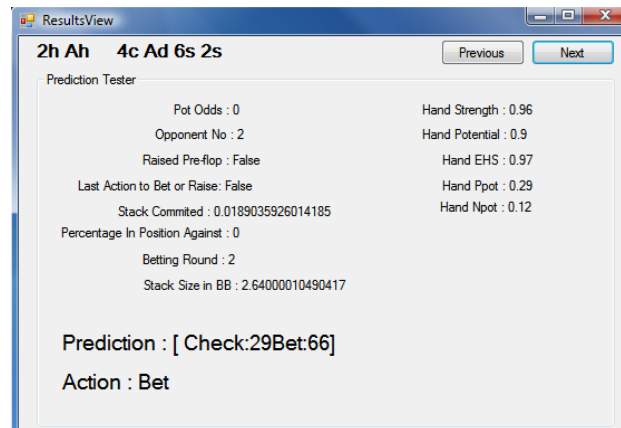 ResultsView
2h Ah 4c Ad 6s 2s
Previous
Next
Prediction Tester
Pot Odds : 0
Opponent No : 2
Raised Pre-flop : False
Last Action to Bet or Raise: False
Stack Commited : 0.0189035926014185
Percentage In Position Against : 0
Betting Round : 2
Stack Size in BB : 2.64000010490417
Hand Strength : 0.96
Hand Potential : 0.9
Hand EHS : 0.97
Hand Ppot : 0.29
Hand Npot : 0.12
Prediction : [ Check:29Bet:66]
Action : Bet